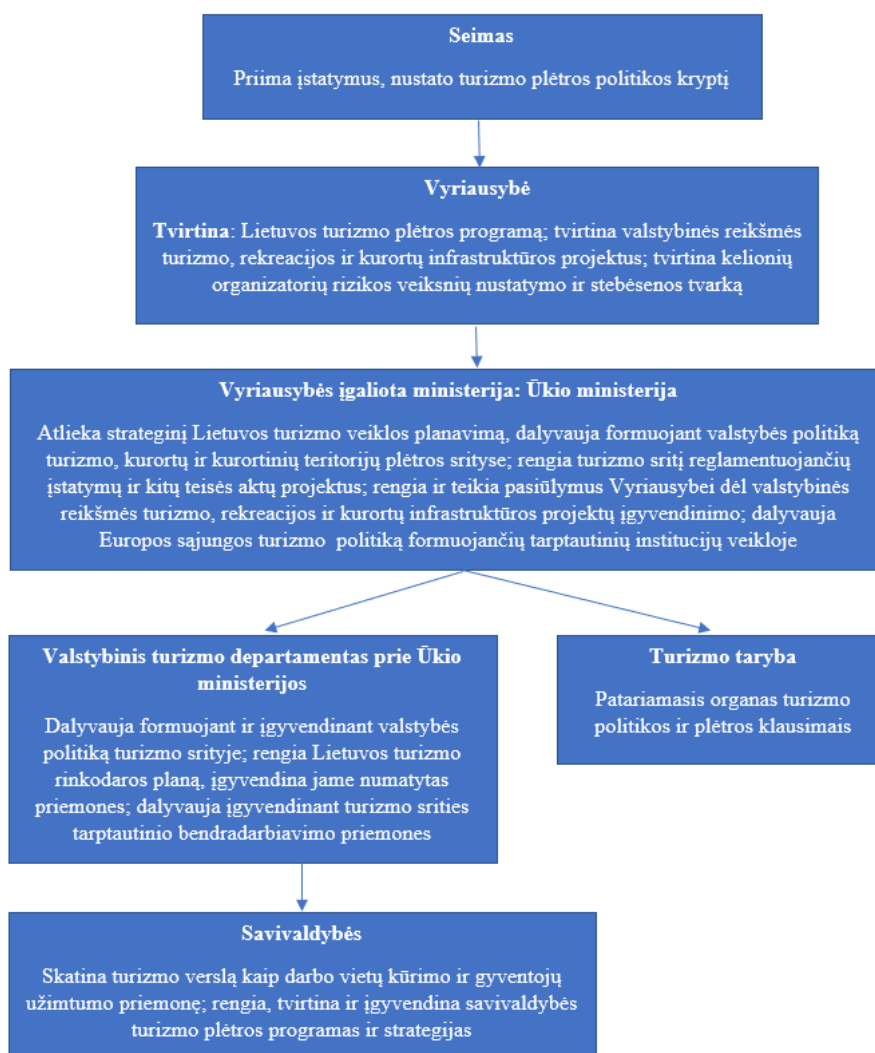 Seimas
Priima įstatymus, nustato turizmo plėtros politikos kryptį
Vyriausybė
Tvirtina: Lietuvos turizmo plėtros programą; tvirtina valstybinės reikšmės
turizmo, rekreacijos ir kurortų infrastruktūros projektus; tvirtina kelionių
organizatorių rizikos veiksnių nustatymo ir stebėsenos tvarką
Vyriausybės įgaliota ministerija: Ūkio ministerija
Atlieka strateginį Lietuvos turizmo veiklos planavimą, dalyvauja formuojant valstybės politiką
turizmo, kurortų ir kurortinių teritorijų plėtros srityse; rengia turizmo sritį reglamentuojančių
įstatymų ir kitų teisės aktų projektus; rengia ir teikia pasiūlymus Vyriausybei dėl valstybinės
reikšmės turizmo, rekreacijos ir kurortų infrastruktūros projektų įgyvendinimo; dalyvauja
Europos sąjungos turizmo politiką formuojančių tarptautinių institucijų veikloje
Valstybinis turizmo departamentas prie Ūkio
ministerijos
Dalyvauja formuojant ir įgyvendinant valstybės
politiką turizmo srityje; rengia Lietuvos turizmo
rinkodaros planą, įgyvendina jame numatytas
priemones; dalyvauja įgyvendinant turizmo srities
tarptautinio bendradarbiavimo priemones
Turizmo taryba
Patariamasis organas turizmo
politikos ir plėtros klausimais
Savivaldybės
Skatina turizmo verslą kaip darbo vietų kūrimo ir gyventojų
užimtumo priemonę; rengia, tvirtina ir įgyvendina savivaldybės
turizmo plėtros programas ir strategijas